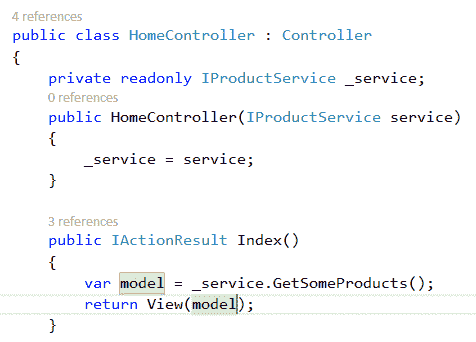 4 references
public class HomeController : Controller
{
private readonly IProductService _service;
0 references
public HomeController(IProductService service)
{
_service = service;
}
3 references
public IActionResult Index()
{
var model = _service.GetSomeProducts();
return View(model);
}